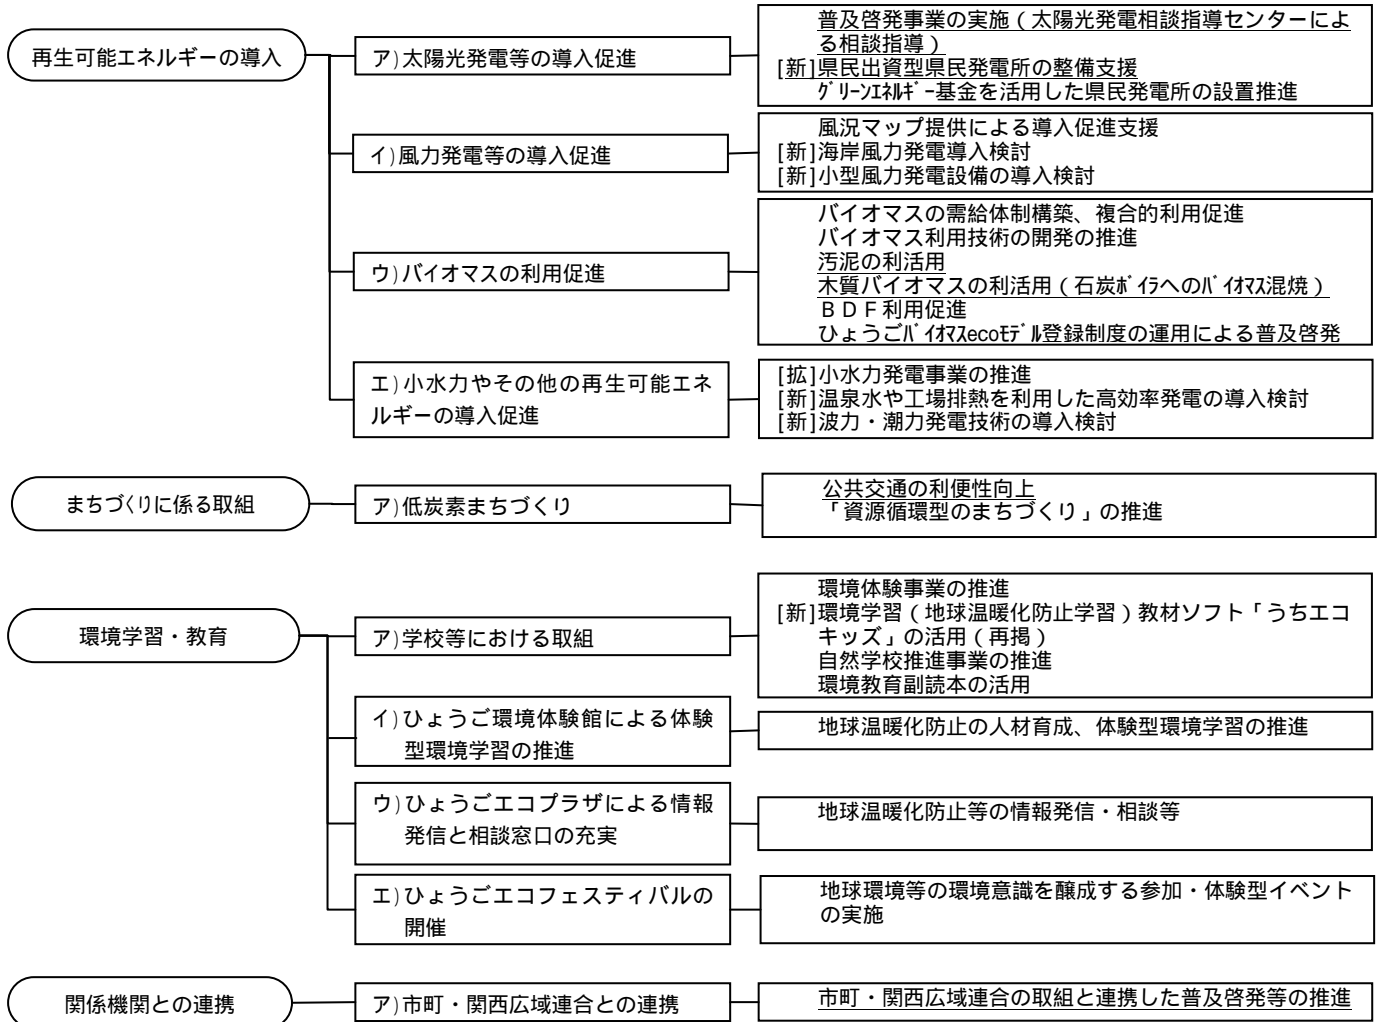 再生可能エネルギーの導入
ア)太陽光発電等の導入促進
普及啓発事業の実施(太陽光発電相談指導センターによ
る相談指導)
[新]県民出資型県民発電所の整備支援
グリーンエネルギー基金を活用した県民発電所の設置推進
イ)風力発電等の導入促進
風況マップ提供による導入促進支援
[新]海岸風力発電導入検討
[新]小型風力発電設備の導入検討
ウ)バイオマスの利用促進
バイオマスの需給体制構築、複合的利用促進
バイオマス利用技術の開発の推進
汚泥の利活用
木質バイオマスの利活用(石炭ボイラへのバイオマス混焼)
BDF利用促進
ひょうごバイオマスecoモデル登録制度の運用による普及啓発
エ)小水力やその他の再生可能エネ
ルギーの導入促進
[拡]小水力発電事業の推進
[新]温泉水や工場排熱を利用した高効率発電の導入検討
[新]波力・潮力発電技術の導入検討
まちづくりに係る取組
ア)低炭素まちづくり
公共交通の利便性向上
「資源循環型のまちづくり」の推進
環境学習・教育
ア)学校等における取組
環境体験事業の推進
[新]環境学習(地球温暖化防止学習)教材ソフト「うちエコ
キッズ」の活用(再掲)
自然学校推進事業の推進
環境教育副読本の活用
イ)ひょうご環境体験館による体験
型環境学習の推進
地球温暖化防止の人材育成、体験型環境学習の推進
ウ)ひょうごエコプラザによる情報
発信と相談窓口の充実
地球温暖化防止等の情報発信・相談等
エ)ひょうごエコフェスティバルの
開催
地球環境等の環境意識を醸成する参加・体験型イベント
の実施
関係機関との連携
ア)市町・関西広域連合との連携
市町・関西広域連合の取組と連携した普及啓発等の推進